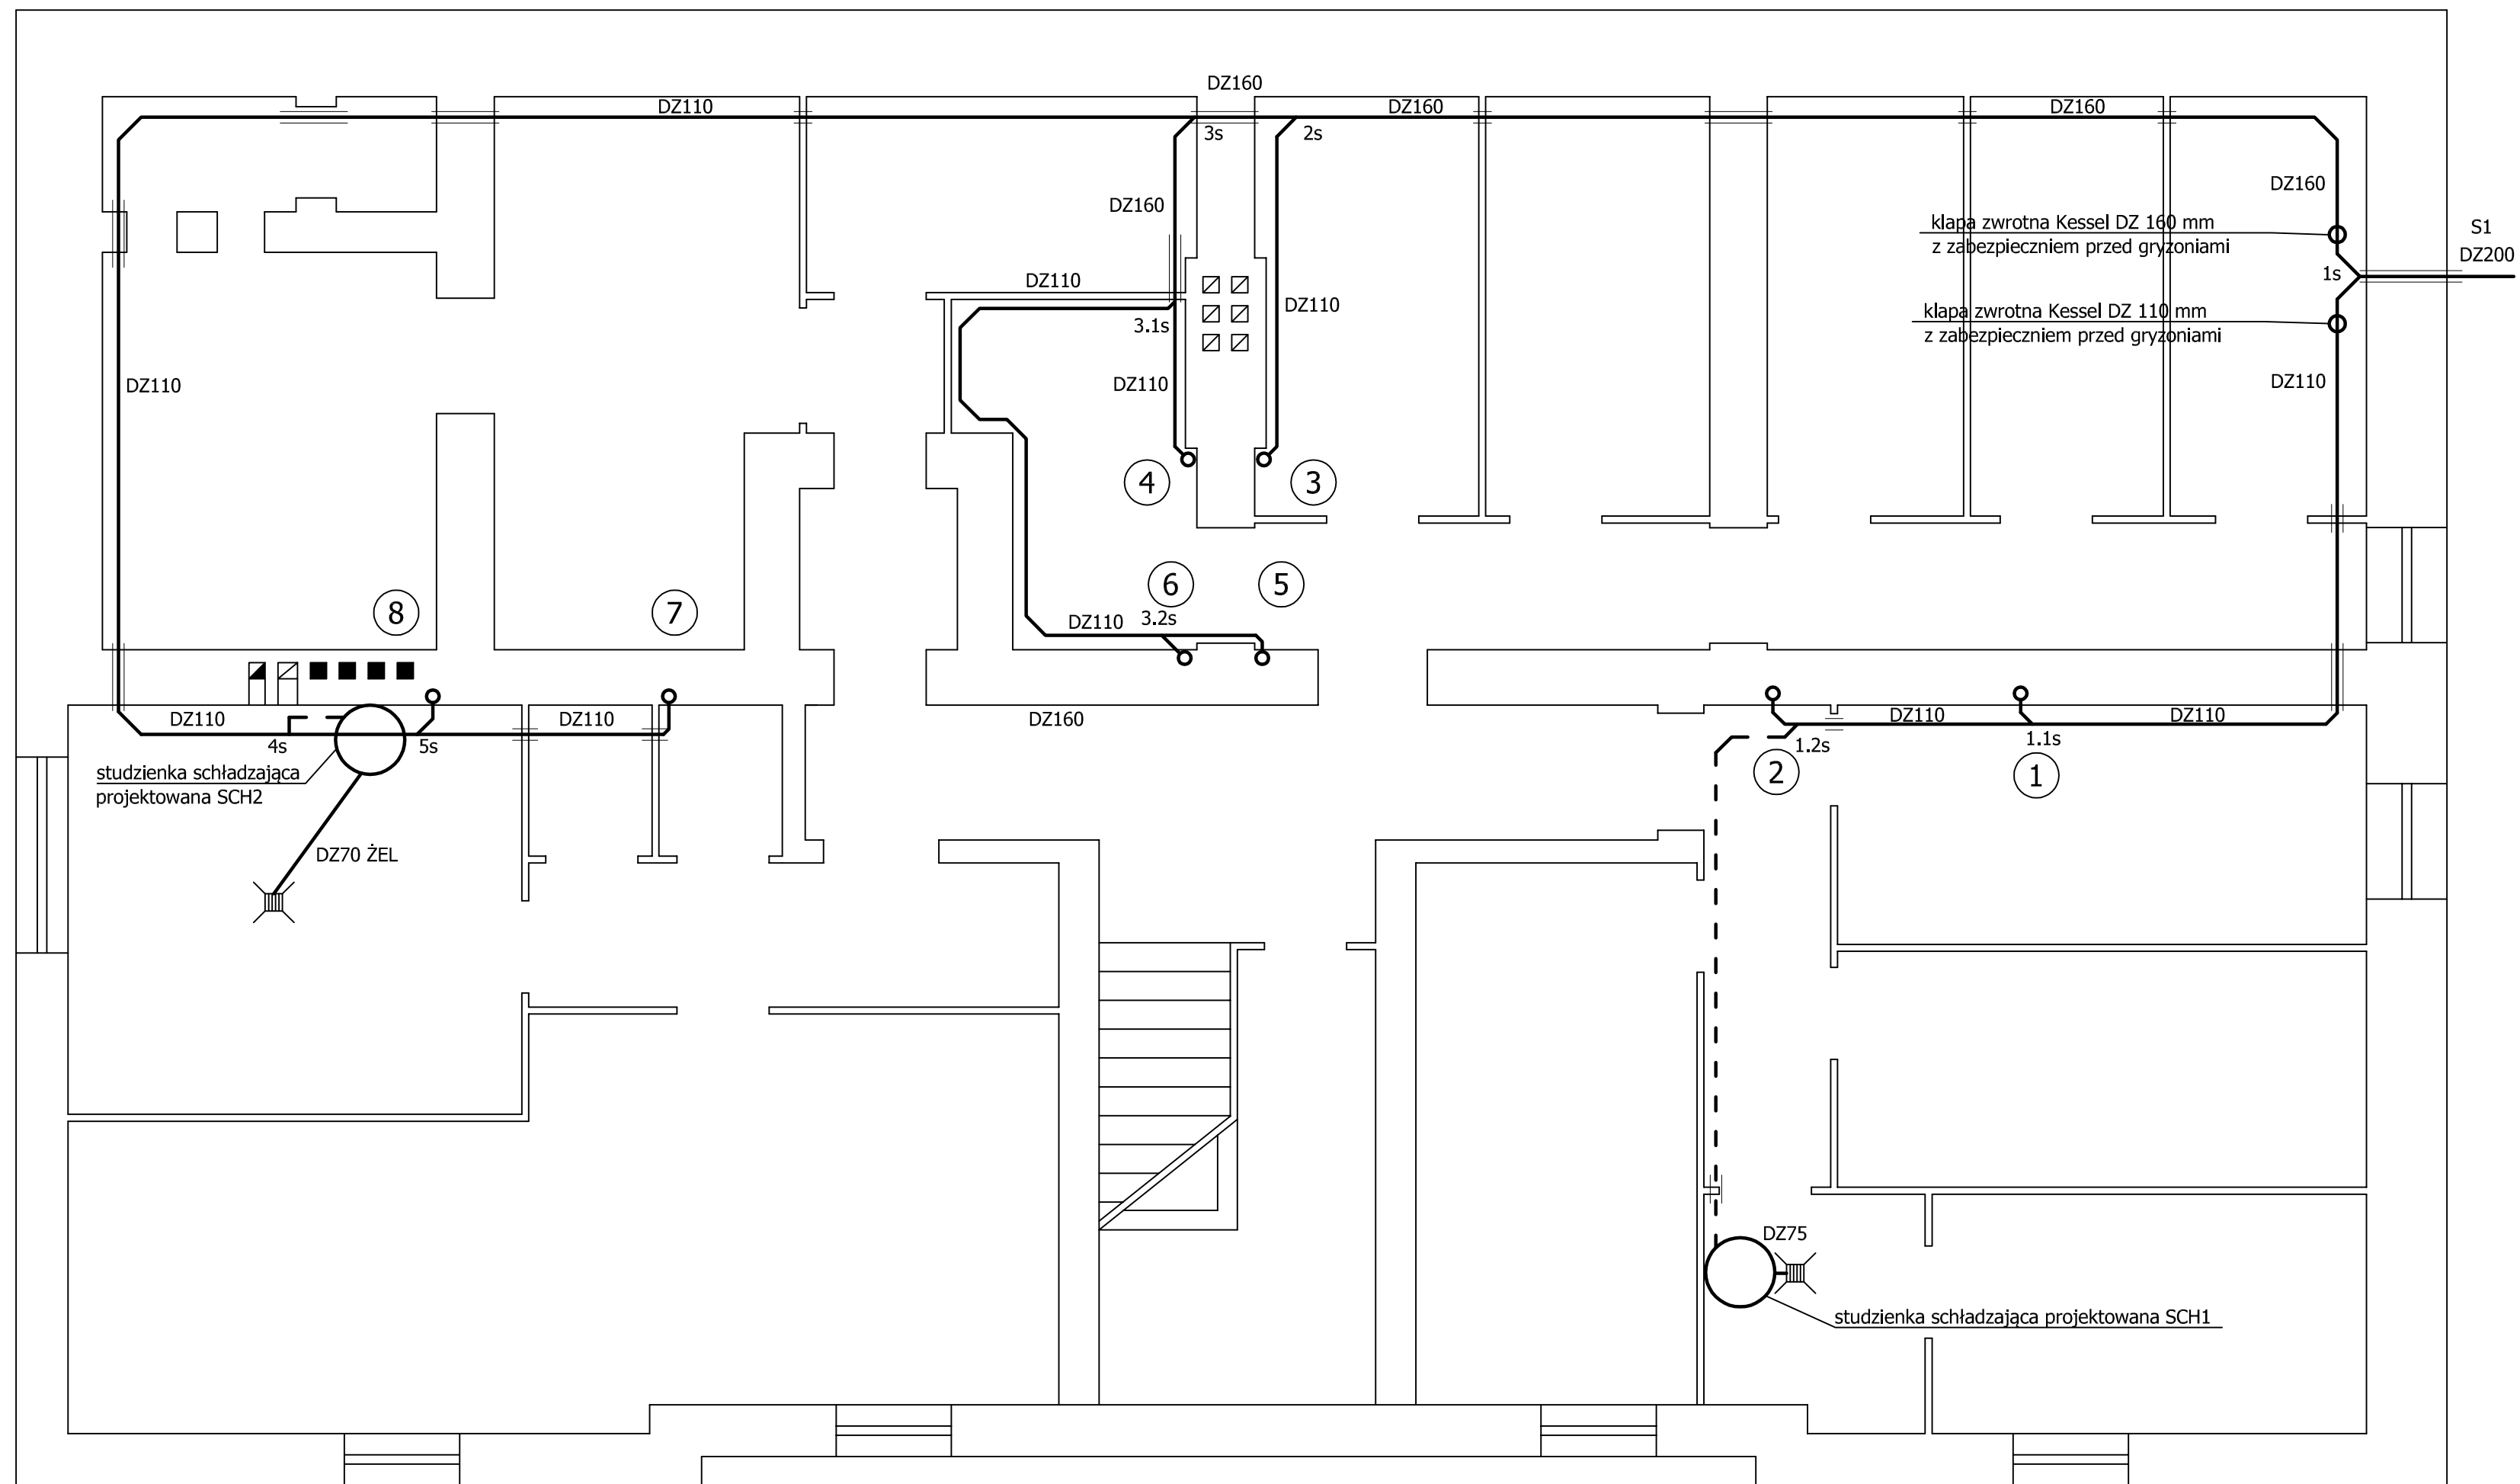 DZ160
DZ110
DZ160
DZ160
3s
2s
DZ160
DZ160
klapa zwrotna Kessel DZ 160 mm
z zabezpieczniem przed gryzoniami
S1
DZ200
1s
DZ110
DZ110
klapa zwrotna Kessel DZ 110 mm
z zabezpieczniem przed gryzoniami
3.1s
DZ110
DZ110
DZ110
4
3
6
5
8
7
DZ110
3.2s
DZ110
DZ110
DZ160
DZ110
DZ110
4s
5s
1.2s
1.1s
2
1
studzienka schładzająca
projektowana SCH2
DZ70 ŻEL
DZ75
studzienka schładzająca projektowana SCH1